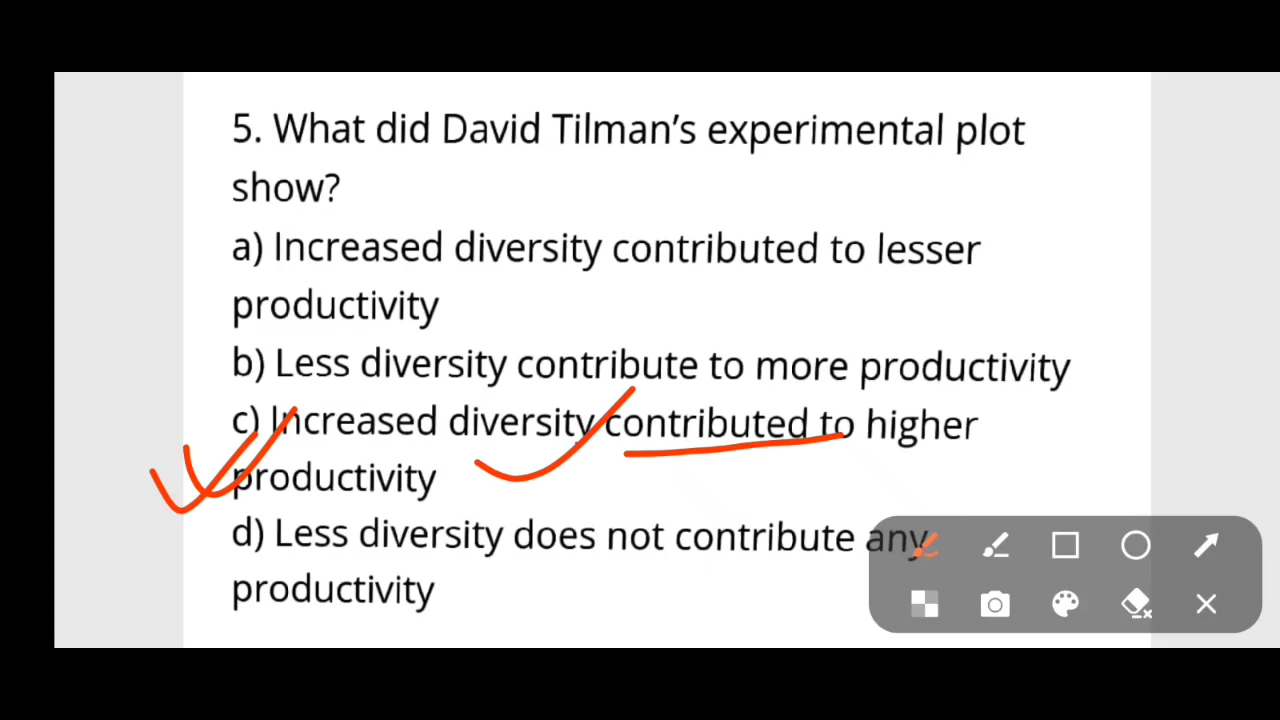 5. What did David Tilman's experimental plot
show?
a) Increased diversity contributed to lesser
productivity
b) Less diversity contribute to more productivity
c) Increased diversity contributed to higher
productivity
d) Less diversity does not contribute any
productivity